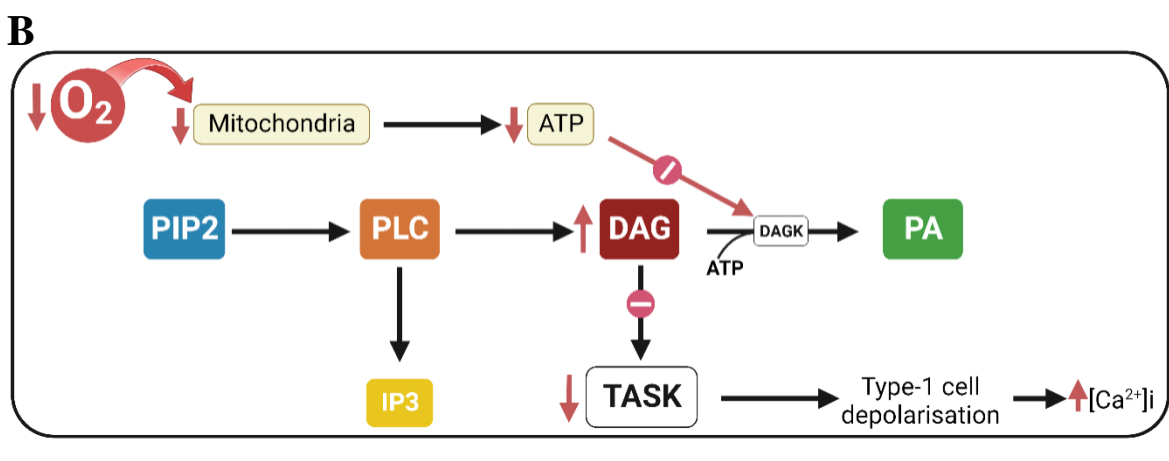 B
O₂
Mitochondria
ATP
PIP2
PLC
DAG
DAGK
PA
ATP
IP3
TASK
Type-1 cell
depolarisation
[Ca²⁺]i